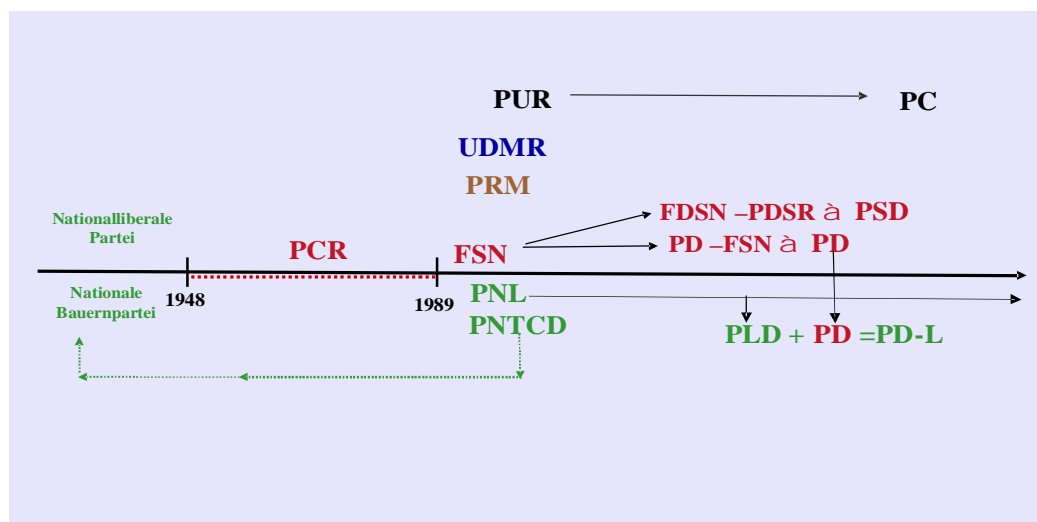 PUR PC
UDMR
PRM
Nationalliberale
Partei
FDSN –PDSR à PSD
PCR FSN PD –FSN à PD
1948 1989
Nationale
Bauernpartei
PNL
PNTCD
PLD + PD =PD-L